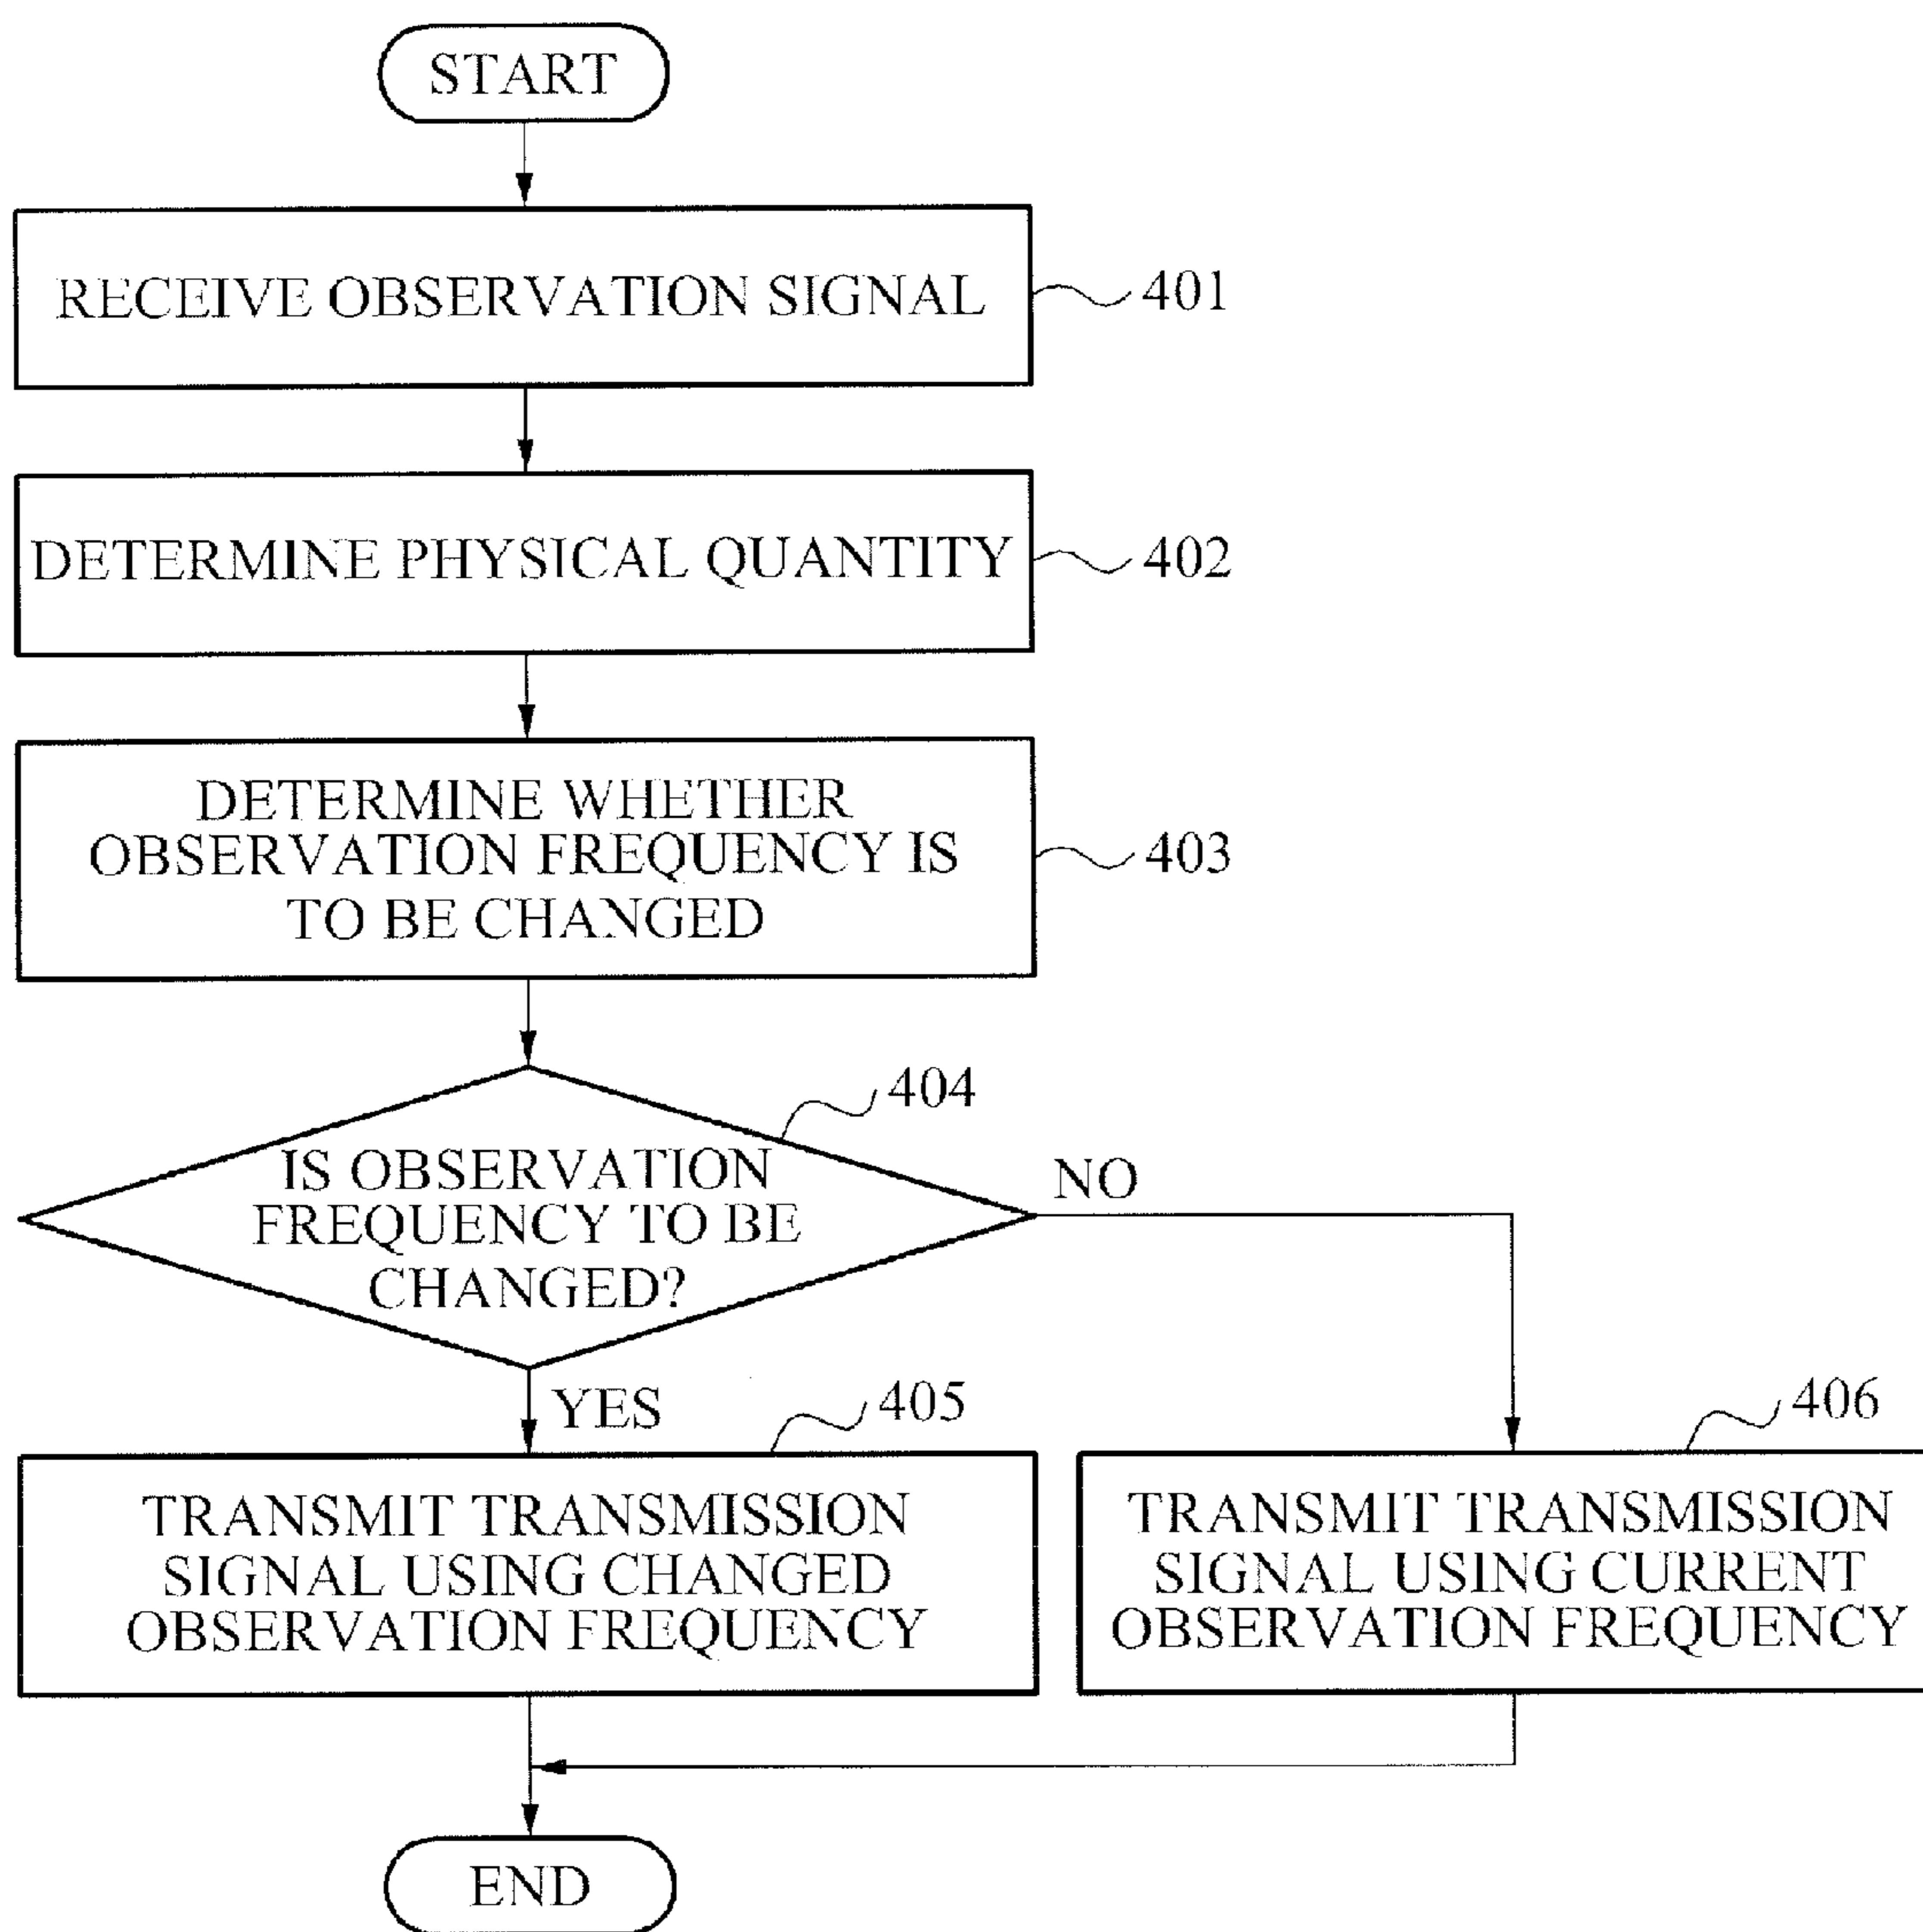 START
RECEIVE OBSERVATION SIGNAL
401
DETERMINE PHYSICAL QUANTITY
402
DETERMINE WHETHER
OBSERVATION FREQUENCY IS
TO BE CHANGED
403
404
IS OBSERVATION
FREQUENCY TO BE
CHANGED?
NO
YES
405
406
TRANSMIT TRANSMISSION
SIGNAL USING CHANGED
OBSERVATION FREQUENCY
TRANSMIT TRANSMISSION
SIGNAL USING CURRENT
OBSERVATION FREQUENCY
END